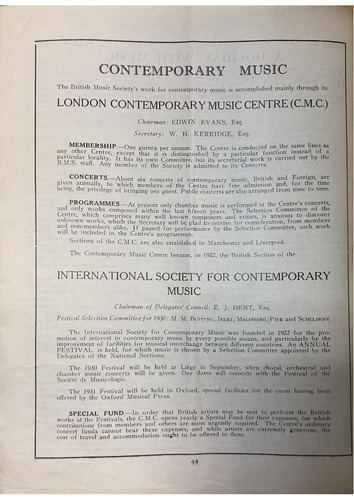 CONTEMPORARY MUSIC
The British Music Society's work for contemporary music is accomplished mainly through its
LONDON CONTEMPORARY MUSIC CENTRE (C.M.C.)
Chairman: EDWIN EVANS, Esq.
Secretary: W. H. KERRIDGE, Esq.
MEMBERSHIP.—One guinea per annum. The Centre is conducted on the same lines as
any other Centre, except that it is distinguished by a particular function instead of a
particular locality. It has its own Committee, but its secretarial work is carried out by the
B.M.S. staff. Any member of the Society is admitted to its Concerts.
CONCERTS.—About six concerts of contemporary music, British and Foreign, are
given annually, to which members of the Centre have free admission and, for the time
being, the privilege of bringing one guest. Public concerts are also arranged from time to time.
PROGRAMMES.—At present only chamber music is performed at the Centre's concerts,
and only works composed within the last fifteen years. The Selection Committee of the
Centre, which comprises many well known composers and critics, is anxious to discover
unknown works, which the Secretary will be glad to receive for consideration, from members
and non-members alike. If passed for performance by the Selection Committee, such work
will be included in the Centre's programmes.
Sections of the C.M.C. are also established in Manchester and Liverpool.
The Contemporary Music Centre became, in 1922, the British Section of the
INTERNATIONAL SOCIETY FOR CONTEMPORARY
MUSIC
Chairman of Delegates' Council: E. J. DENT, Esq.
Festival Selection Committee for 1930: M. M. BUTTING, IBERT, MALIPIERO, PISK and SCHULHOFF.
The International Society for Contemporary Music was founded in 1922 for the pro-
motion of interest in contemporary music by every possible means, and particularly by the
improvement of facilities for musical interchange between different countries. An ANNUAL
FESTIVAL is held, for which music is chosen by a Selection Committee appointed by the
Delegates of the National Sections.
The 1930 Festival will be held at Liège in September, when choral, orchestral and
chamber music concerts will be given. Our dates will coincide with the Festival of the
Société de Musicologie.
The 1931 Festival will be held in Oxford, special facilities for the event having been
offered by the Oxford Musical Press.
SPECIAL FUND.—In order that British artists may be sent to perform the British
works at the Festivals, the C.M.C. opens yearly a Special Fund for their expenses, for which
contributions from members and others are most urgently required. The Centre's ordinary
concert funds cannot bear these expenses, and while artists are extremely generous, the
cost of travel and accommodation ought to be offered to them.
44